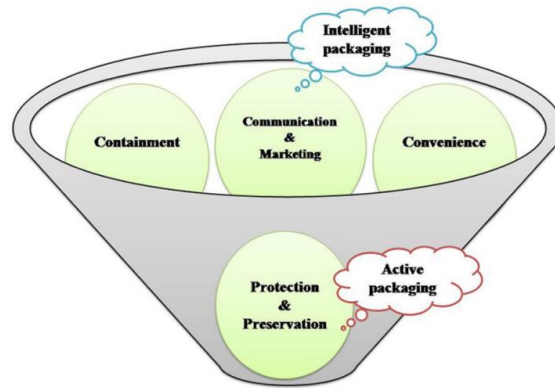 Intelligent
packaging
Containment
Communication
&
Marketing
Convenience
Protection
&
Preservation
Active
packaging